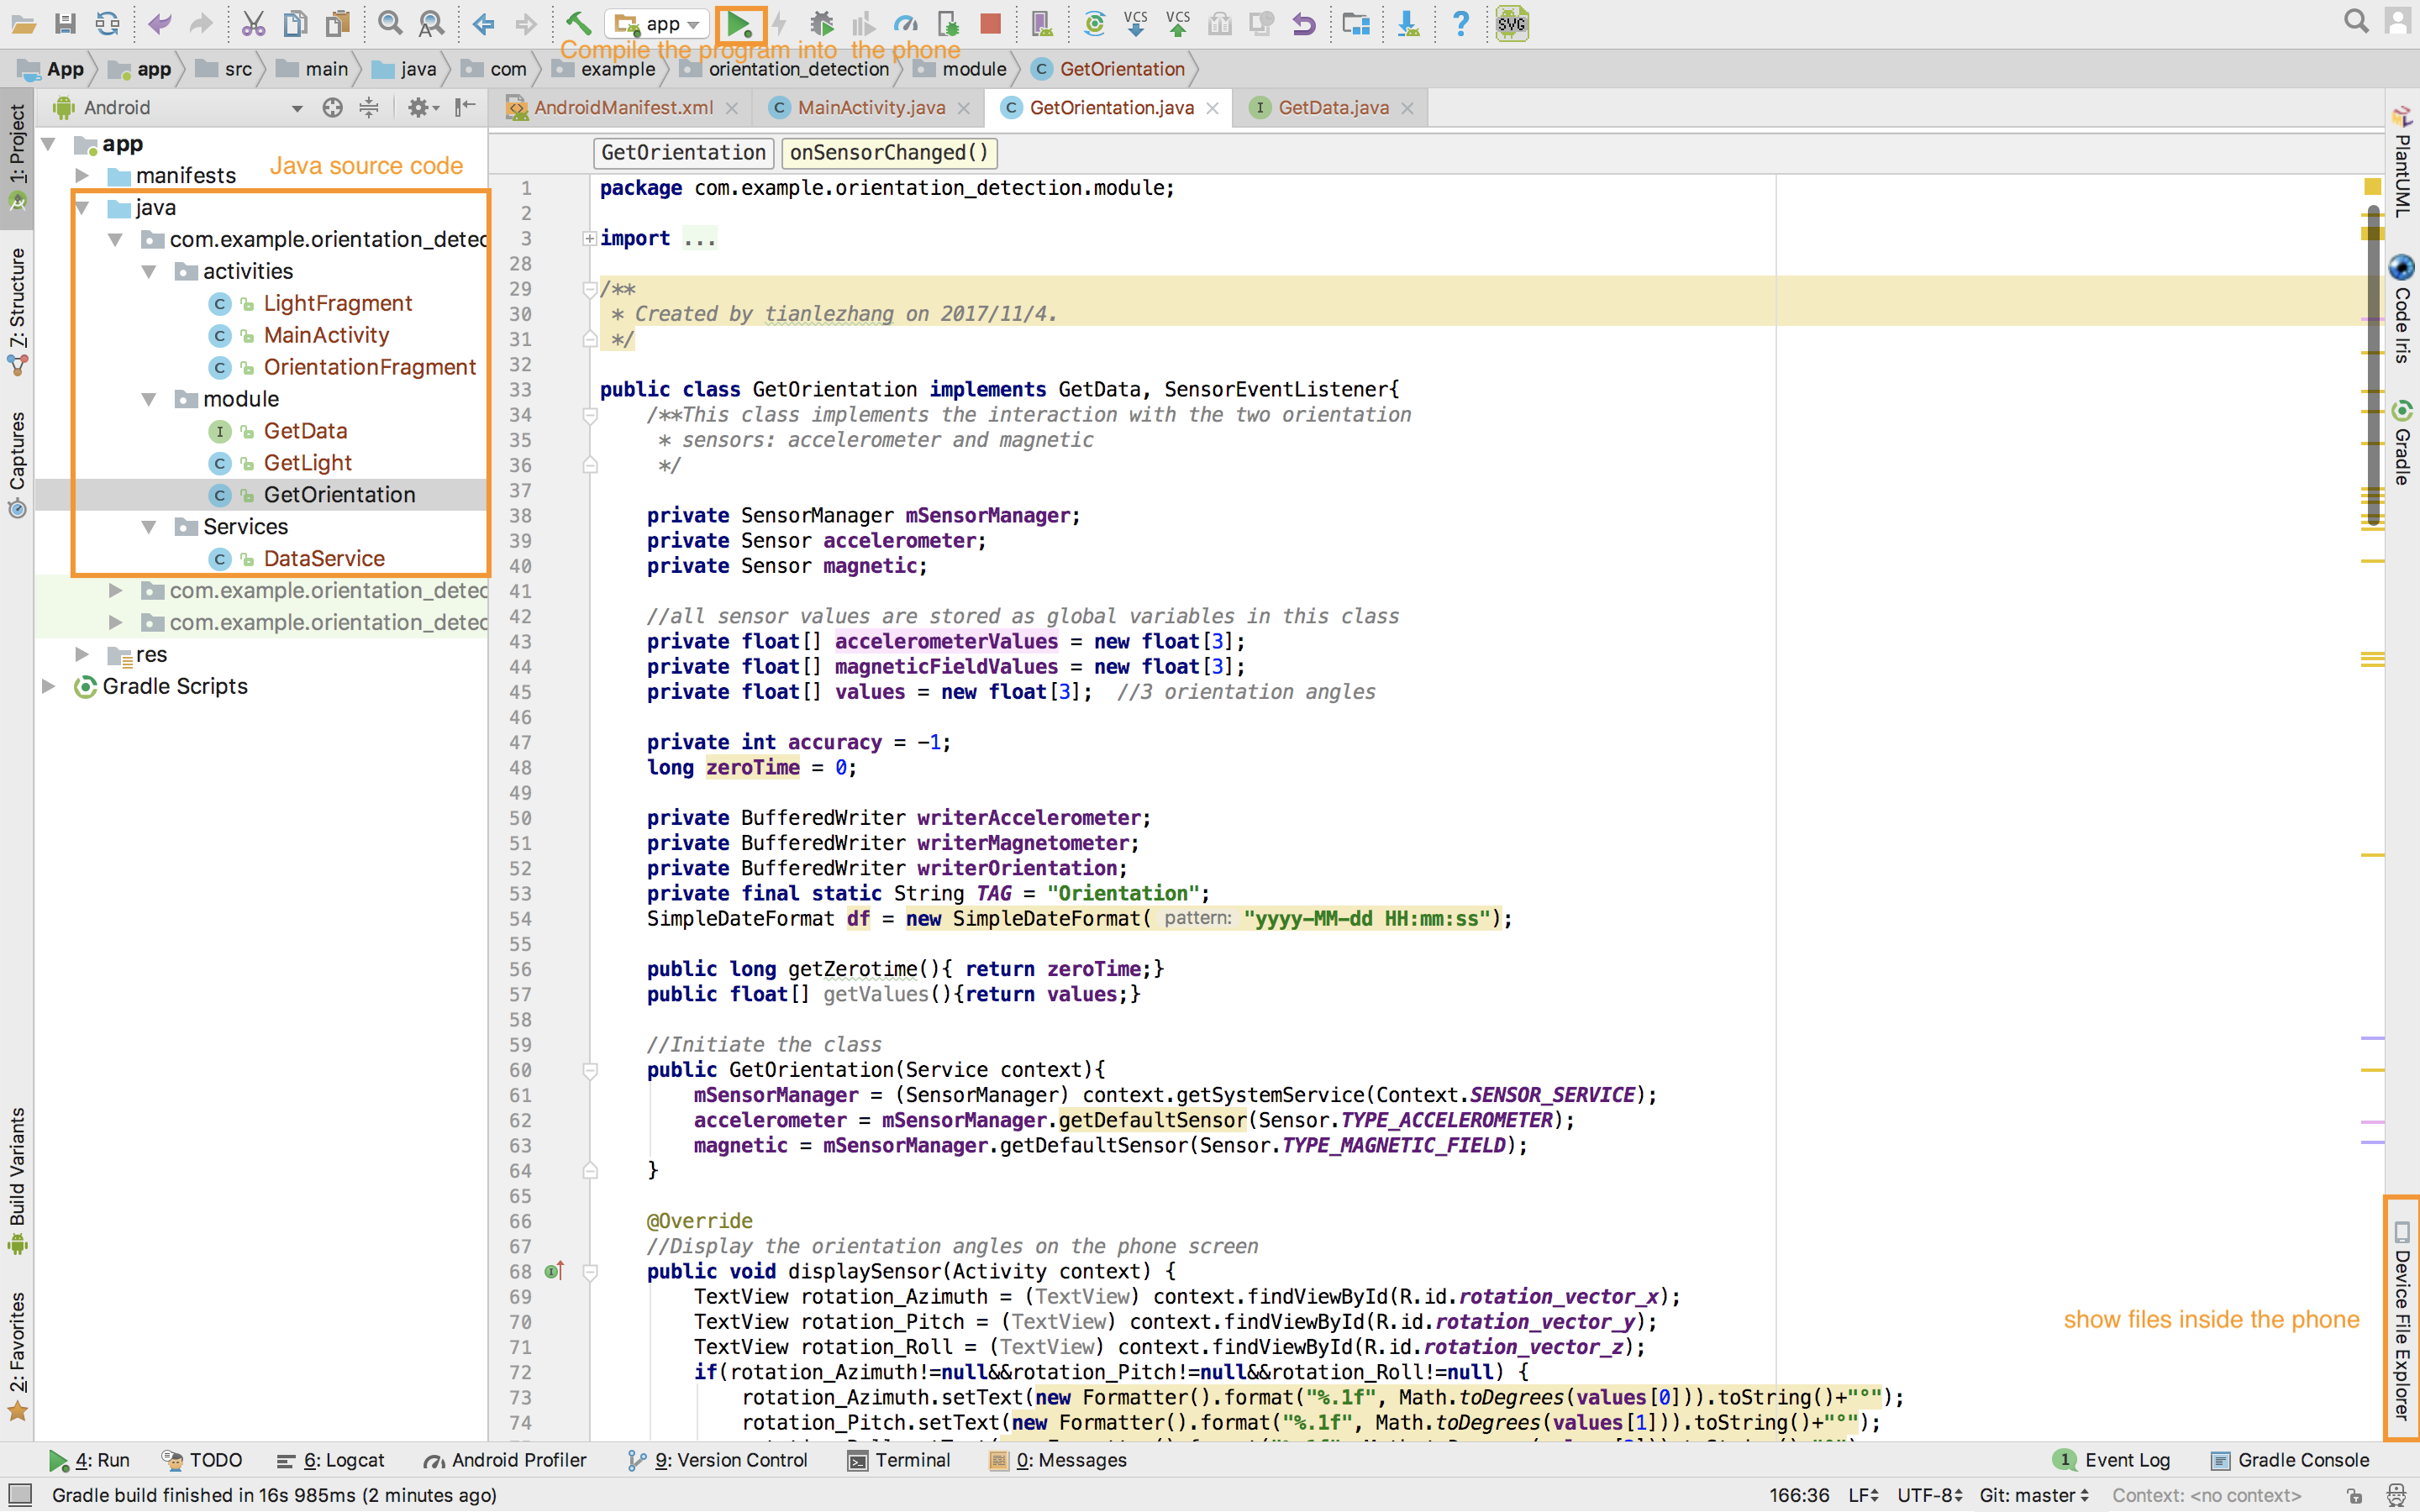 app
Compile the program into  the phone
App app src main java com example orientation_detection module GetOrientation
Android
AndroidManifest.xml MainActivity.java GetOrientation.java GetData.java
GetOrientation onSensorChanged()
1: Project
7: Structure
Captures
Build Variants
2: Favorites
app
Java source code
manifests
java
com.example.orientation_detec
activities
LightFragment
MainActivity
OrientationFragment
module
GetData
GetLight
GetOrientation
Services
DataService
com.example.orientation_detec
com.example.orientation_detec
res
Gradle Scripts
1 package com.example.orientation_detection.module;
2
3 import ...
28
29 /**
30 * Created by tianlezhang on 2017/11/4.
31 */
32
33 public class GetOrientation implements GetData, SensorEventListener{
34 /**This class implements the interaction with the two orientation
35 * sensors: accelerometer and magnetic
36 */
37
38 private SensorManager mSensorManager;
39 private Sensor accelerometer;
40 private Sensor magnetic;
41
42 //all sensor values are stored as global variables in this class
43 private float[] accelerometerValues = new float[3];
44 private float[] magneticFieldValues = new float[3];
45 private float[] values = new float[3];  //3 orientation angles
46
47 private int accuracy = -1;
48 long zeroTime = 0;
49
50 private BufferedWriter writerAccelerometer;
51 private BufferedWriter writerMagnetometer;
52 private BufferedWriter writerOrientation;
53 private final static String TAG = "Orientation";
54 SimpleDateFormat df = new SimpleDateFormat( pattern: "yyyy-MM-dd HH:mm:ss");
55
56 public long getZerotime(){ return zeroTime;}
57 public float[] getValues(){return values;}
58
59 //Initiate the class
60 public GetOrientation(Service context){
61 mSensorManager = (SensorManager) context.getSystemService(Context.SENSOR_SERVICE);
62 accelerometer = mSensorManager.getDefaultSensor(Sensor.TYPE_ACCELEROMETER);
63 magnetic = mSensorManager.getDefaultSensor(Sensor.TYPE_MAGNETIC_FIELD);
64 }
65
66 @Override
67 //Display the orientation angles on the phone screen
68 public void displaySensor(Activity context) {
69 TextView rotation_Azimuth = (TextView) context.findViewById(R.id.rotation_vector_x);
70 TextView rotation_Pitch = (TextView) context.findViewById(R.id.rotation_vector_y);
71 TextView rotation_Roll = (TextView) context.findViewById(R.id.rotation_vector_z);
72 if(rotation_Azimuth!=null&&rotation_Pitch!=null&&rotation_Roll!=null) {
73 rotation_Azimuth.setText(new Formatter().format("%.1f", Math.toDegrees(values[0])).toString()+"°");
74 rotation_Pitch.setText(new Formatter().format("%.1f", Math.toDegrees(values[1])).toString()+"°");
PlantUML
Code Iris
Gradle
show files inside the phone
Device File Explorer
4: Run TODO 6: Logcat Android Profiler 9: Version Control Terminal 0: Messages 1 Event Log Gradle Console
Gradle build finished in 16s 985ms (2 minutes ago) 166:36 LF UTF-8 Git: master Context: <no context>
VCS VCS SVG